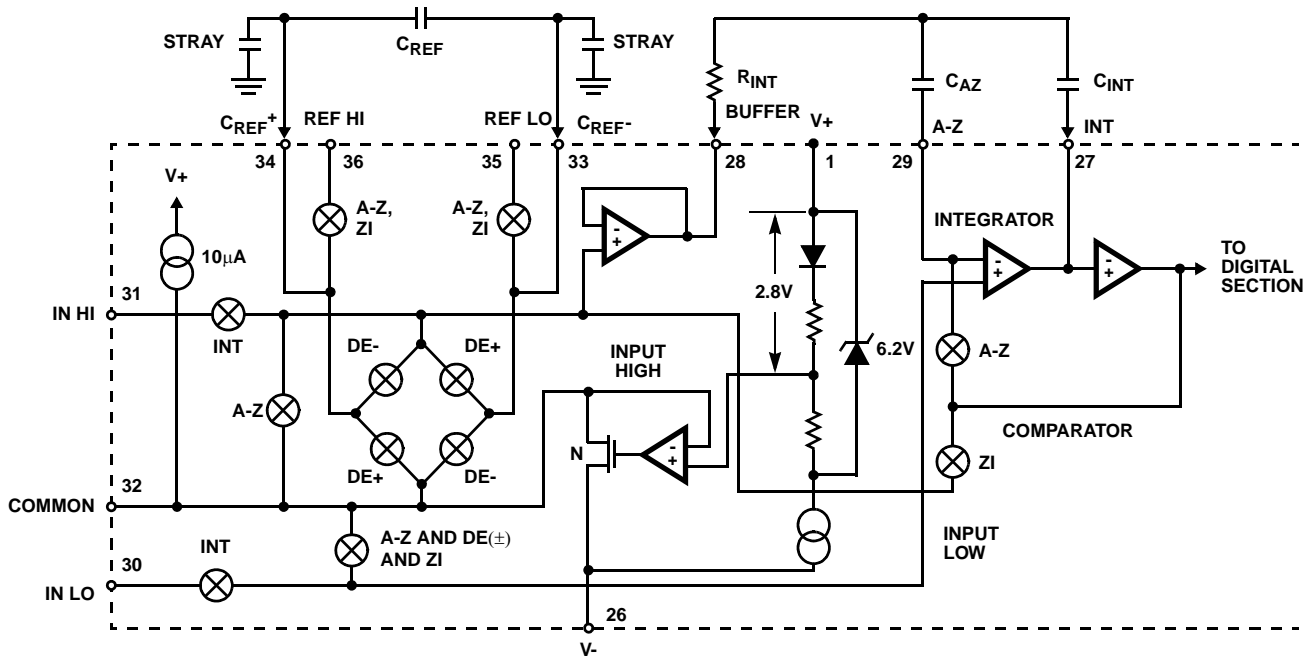 STRAY
CREF
STRAY
RINT
CAZ
CINT
BUFFER
CREF+
REF HI
REF LO
CREF-
V+
A-Z
INT
34
36
35
33
28
1
29
27
V+
A-Z,
ZI
A-Z,
ZI
10µA
-
+
2.8V
6.2V
INTEGRATOR
-
+
-
+
TO
DIGITAL
SECTION
31
IN HI
INT
DE-
DE+
INPUT
HIGH
A-Z
A-Z
COMPARATOR
N
-
+
DE+
DE-
ZI
32
COMMON
A-Z AND DE(±)
AND ZI
INPUT
LOW
INT
30
IN LO
26
V-